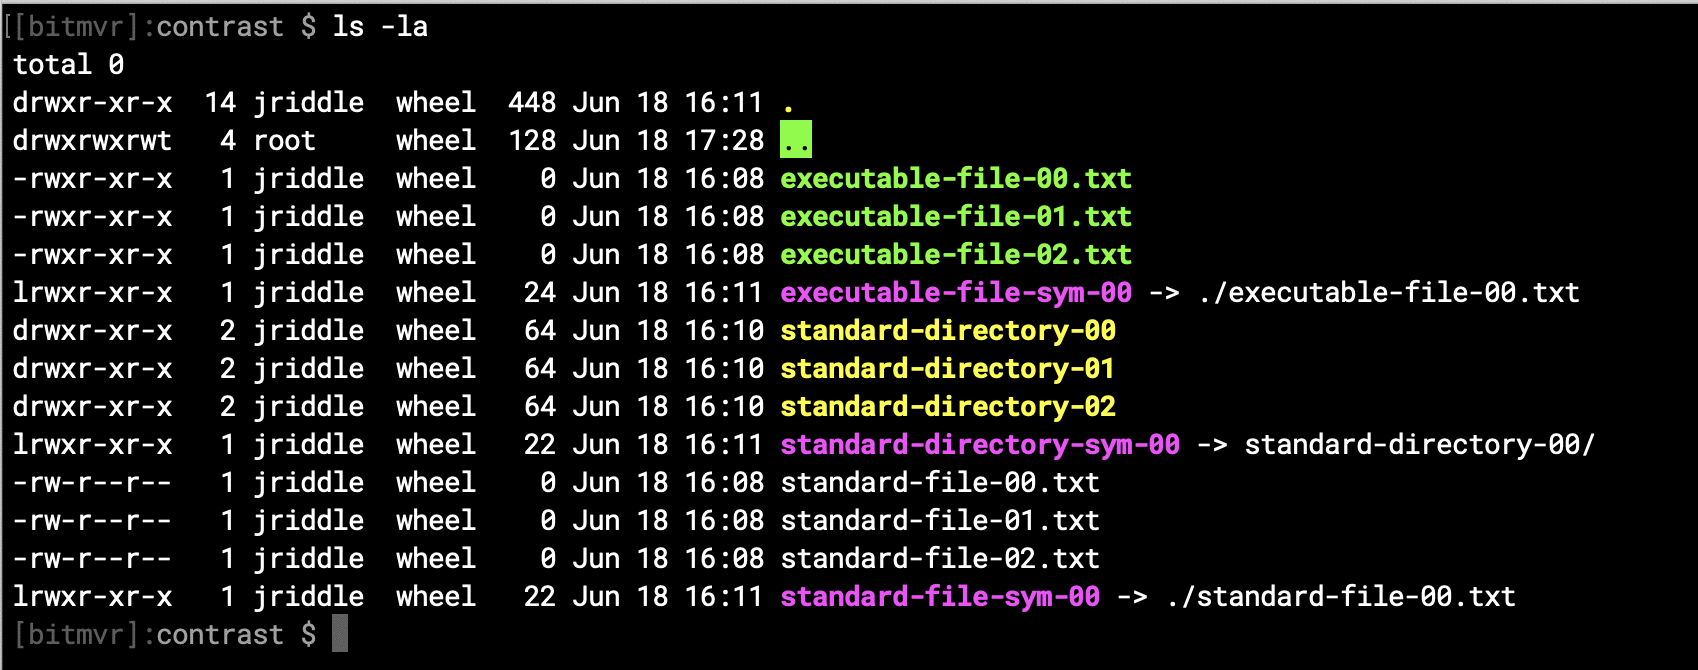 [[bitmvr]:contrast $ ls -la
total 0
drwxr-xr-x  14 jriddle  wheel  448 Jun 18 16:11 .
drwxrwxrwt   4 root     wheel  128 Jun 18 17:28 ..
-rwxr-xr-x   1 jriddle  wheel    0 Jun 18 16:08 executable-file-00.txt
-rwxr-xr-x   1 jriddle  wheel    0 Jun 18 16:08 executable-file-01.txt
-rwxr-xr-x   1 jriddle  wheel    0 Jun 18 16:08 executable-file-02.txt
lrwxr-xr-x   1 jriddle  wheel   24 Jun 18 16:11 executable-file-sym-00 -> ./executable-file-00.txt
drwxr-xr-x   2 jriddle  wheel   64 Jun 18 16:10 standard-directory-00
drwxr-xr-x   2 jriddle  wheel   64 Jun 18 16:10 standard-directory-01
drwxr-xr-x   2 jriddle  wheel   64 Jun 18 16:10 standard-directory-02
lrwxr-xr-x   1 jriddle  wheel   22 Jun 18 16:11 standard-directory-sym-00 -> standard-directory-00/
-rw-r--r--   1 jriddle  wheel    0 Jun 18 16:08 standard-file-00.txt
-rw-r--r--   1 jriddle  wheel    0 Jun 18 16:08 standard-file-01.txt
-rw-r--r--   1 jriddle  wheel    0 Jun 18 16:08 standard-file-02.txt
lrwxr-xr-x   1 jriddle  wheel   22 Jun 18 16:11 standard-file-sym-00 -> ./standard-file-00.txt
[bitmvr]:contrast $